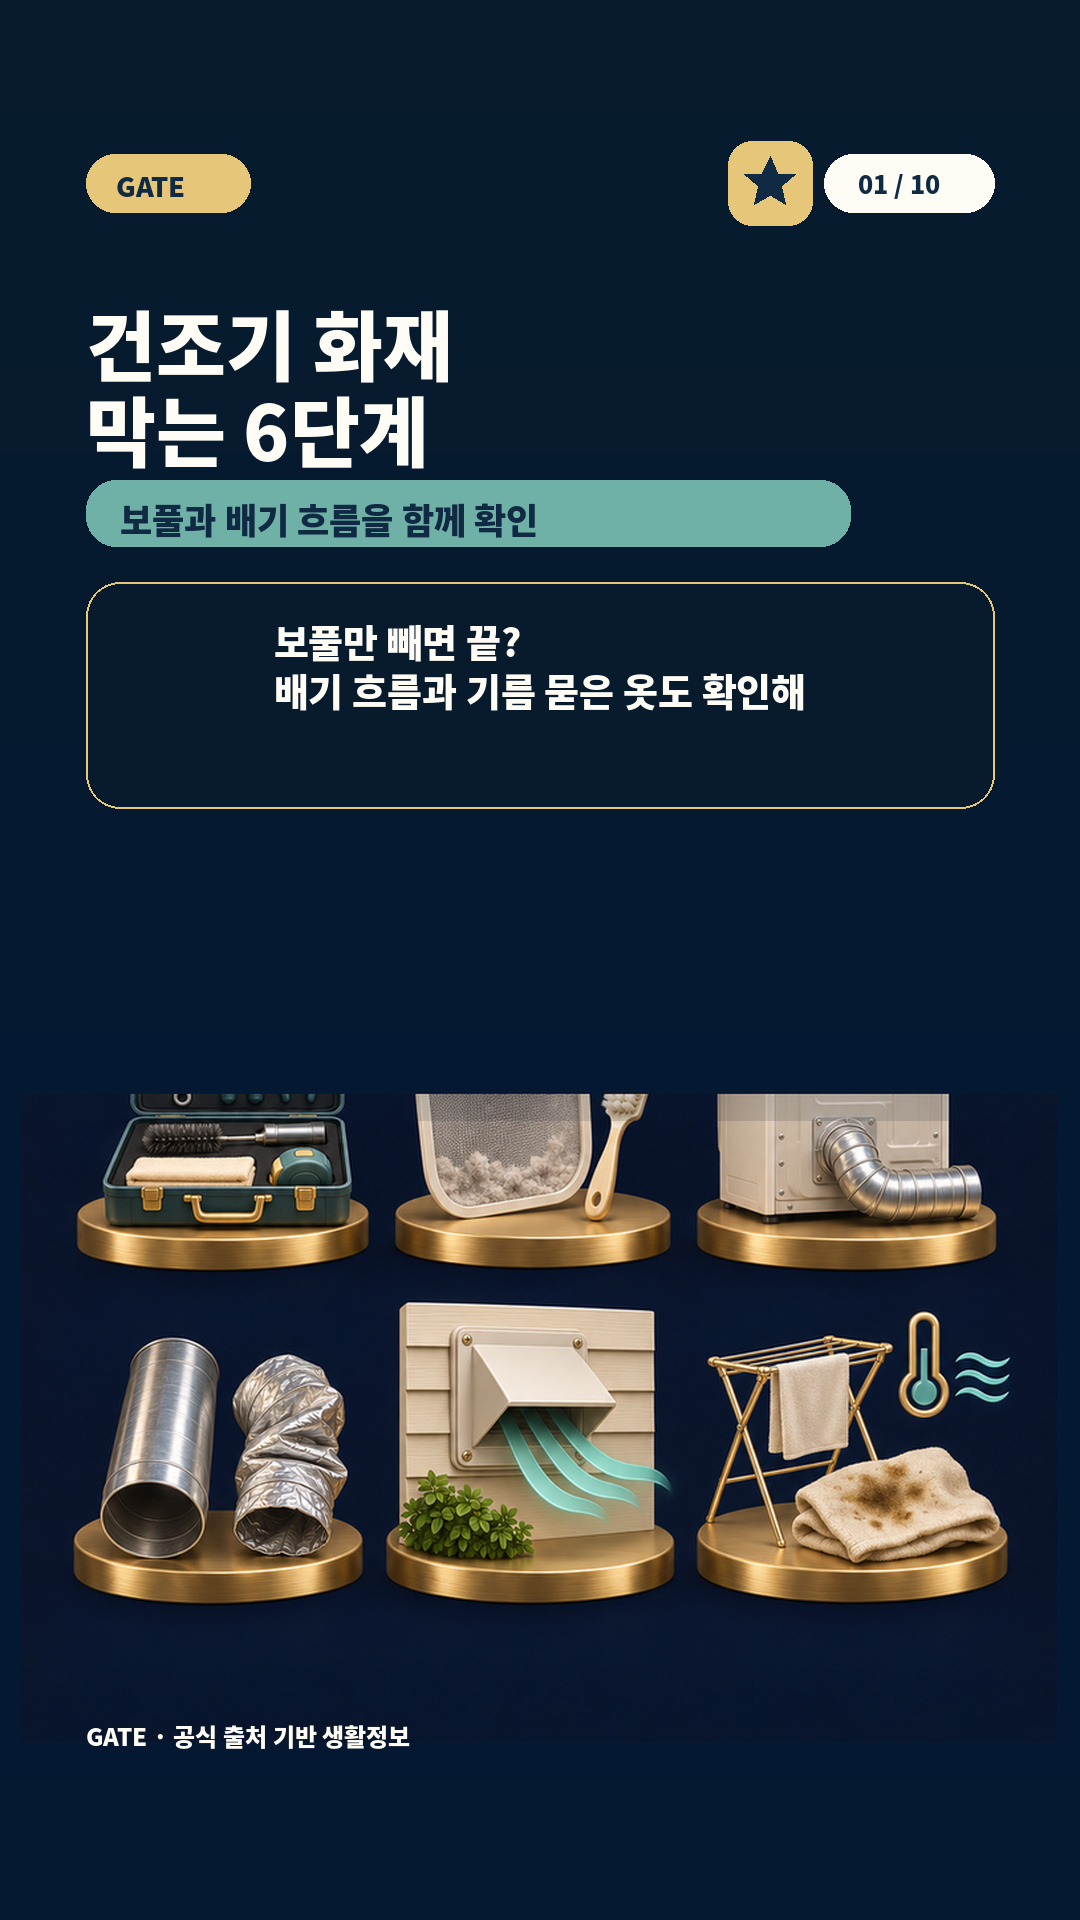 GATE
01 / 10
건조기 화재
막는 6단계
보풀과 배기 흐름을 함께 확인
보풀만 빼면 끝?
배기 흐름과 기름 묻은 옷도 확인해
GATE · 공식 출처 기반 생활정보